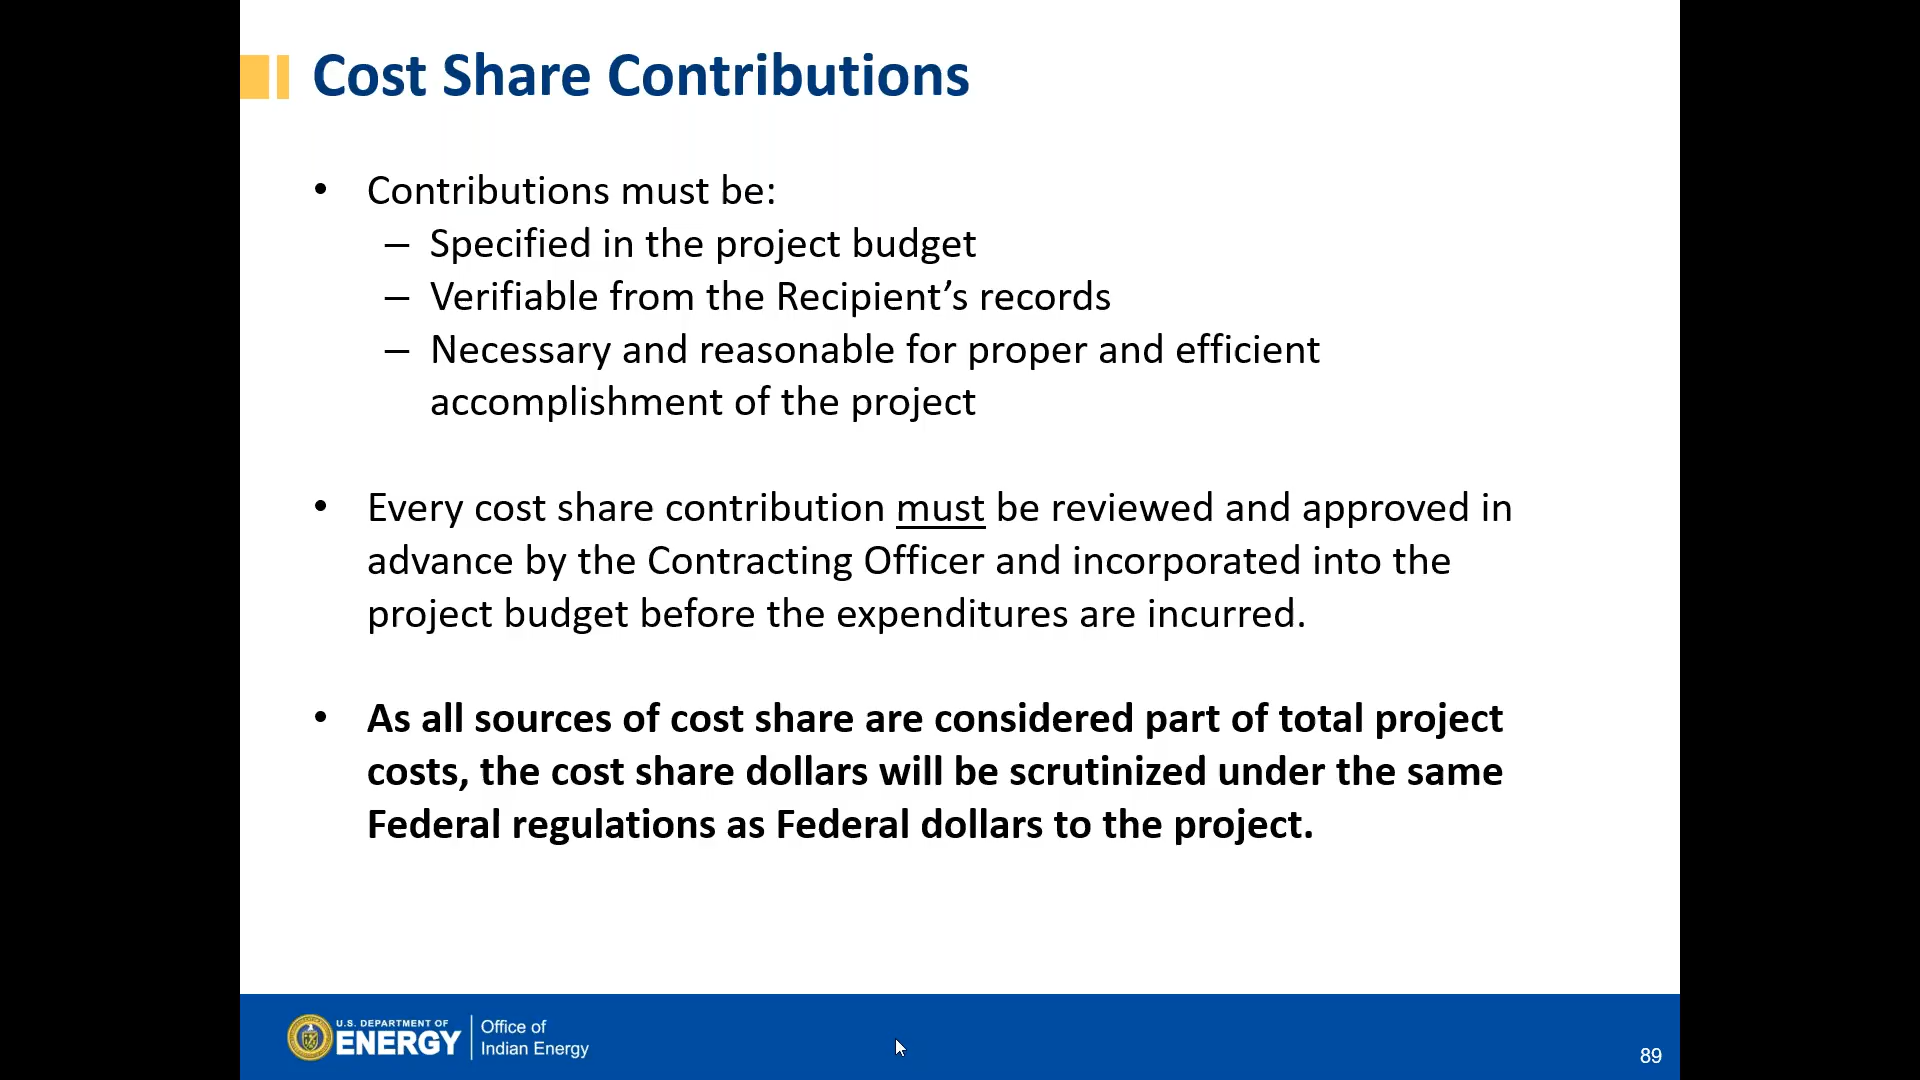 Cost Share Contributions
• Contributions must be:
– Specified in the project budget
– Verifiable from the Recipient’s records
– Necessary and reasonable for proper and efficient
accomplishment of the project
• Every cost share contribution must be reviewed and approved in
advance by the Contracting Officer and incorporated into the
project budget before the expenditures are incurred.
• As all sources of cost share are considered part of total project
costs, the cost share dollars will be scrutinized under the same
Federal regulations as Federal dollars to the project.
U.S. DEPARTMENT OF
ENERGY
Office of
Indian Energy
89